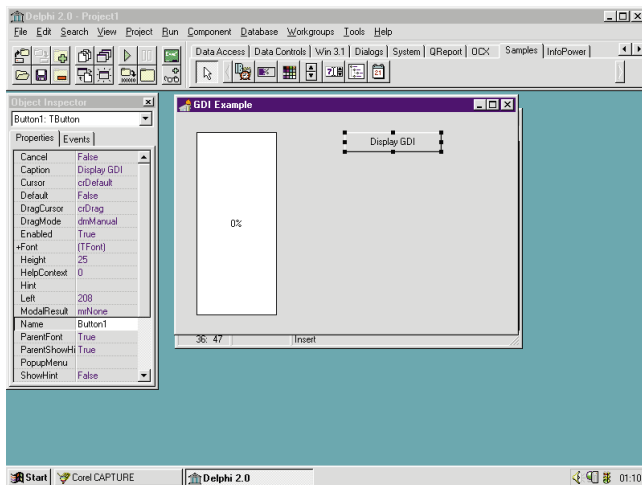 Delphi 2.0 - Project1
File Edit Search View Project Run Component Database Workgroups Tools Help
Data Access Data Controls Win 3.1 Dialogs System QReport OCX Samples InfoPower
Object Inspector
Button1: TButton
Properties Events
Cancel False
Caption Display GDI
Cursor crDefault
Default False
DragCursor crDrag
DragMode dmManual
Enabled True
+Font (TFont)
Height 25
HelpContext 0
Hint
Left 208
ModalResult mrNone
Name Button1
ParentFont True
ParentShowHi True
PopupMenu
ShowHint False
GDI Example
Display GDI
0%
36: 47 Insert
Start Corel CAPTURE Delphi 2.0 01:10